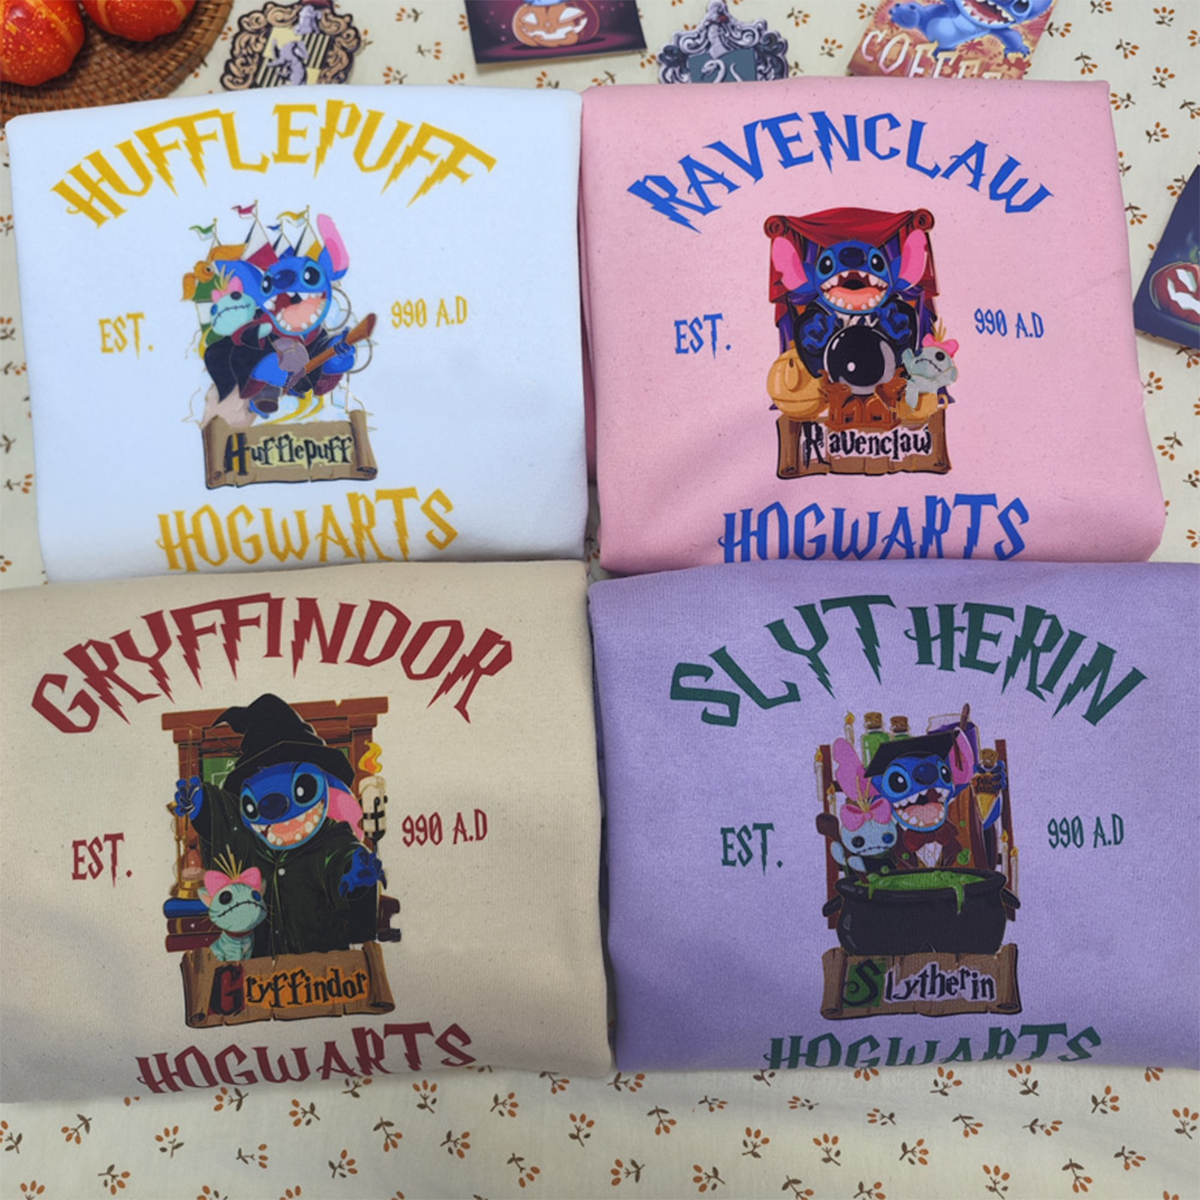 COFFEE
HUFFLEPUFF
EST.
990 A.D
Hufflepuff
HOGWARTS
RAVENCLAW
EST.
990 A.D
Ravenclaw
HOGWARTS
GRYFFINDOR
EST.
990 A.D
Gryffindor
HOGWARTS
SLYTHERIN
EST.
990 A.D
Slytherin
HOGWARTS